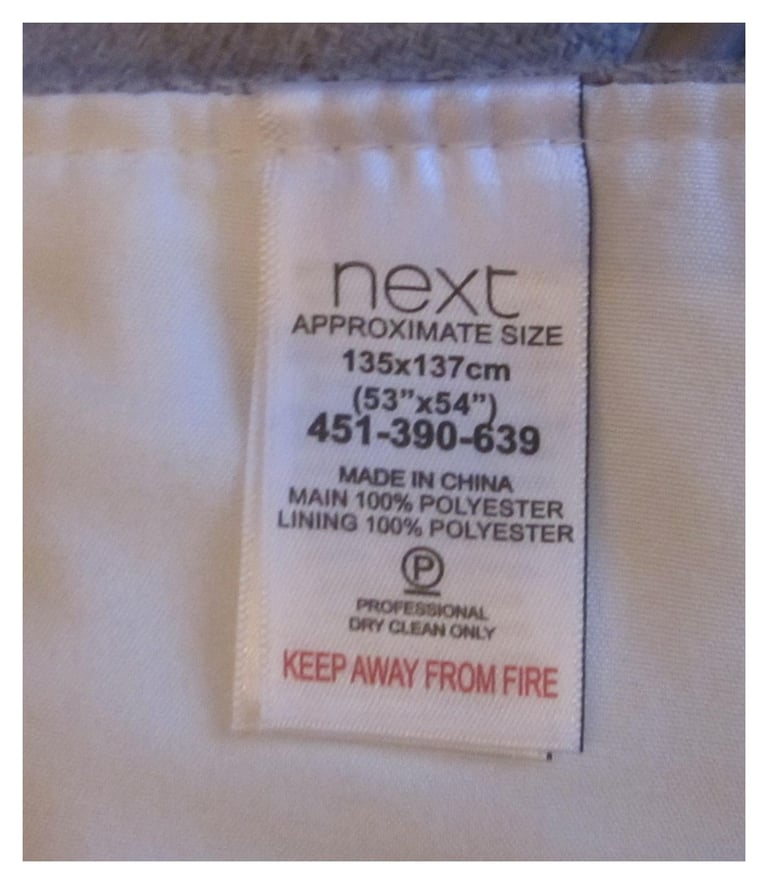 next
APPROXIMATE SIZE
135x137cm
(53”x54”)
451-390-639
MADE IN CHINA
MAIN 100% POLYESTER
LINING 100% POLYESTER
P
PROFESSIONAL
DRY CLEAN ONLY
KEEP AWAY FROM FIRE